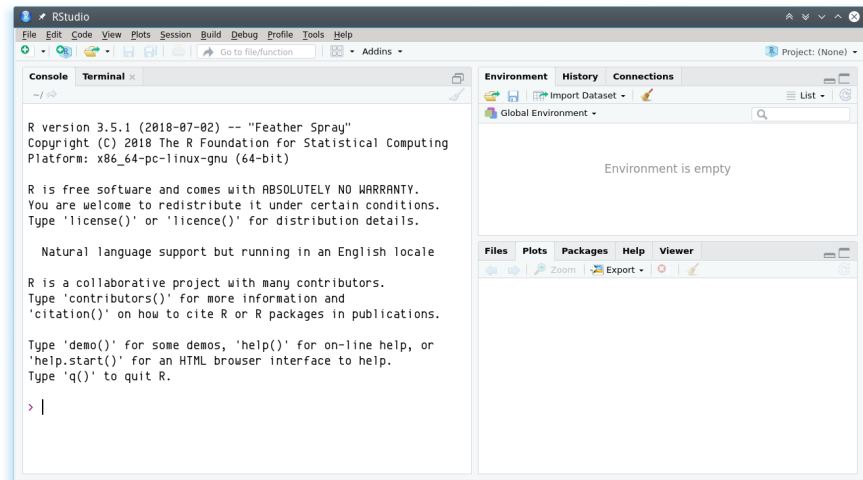 RStudio
File Edit Code View Plots Session Build Debug Profile Tools Help
Go to file/function Addins Project: (None)
Console Terminal
~/
R version 3.5.1 (2018-07-02) -- "Feather Spray"
Copyright (C) 2018 The R Foundation for Statistical Computing
Platform: x86_64-pc-linux-gnu (64-bit)
R is free software and comes with ABSOLUTELY NO WARRANTY.
You are welcome to redistribute it under certain conditions.
Type 'license()' or 'licence()' for distribution details.
Natural language support but running in an English locale
R is a collaborative project with many contributors.
Type 'contributors()' for more information and
'citation()' on how to cite R or R packages in publications.
Type 'demo()' for some demos, 'help()' for on-line help, or
'help.start()' for an HTML browser interface to help.
Type 'q()' to quit R.
>
Environment History Connections
Import Dataset List
Global Environment
Environment is empty
Files Plots Packages Help Viewer
Zoom Export